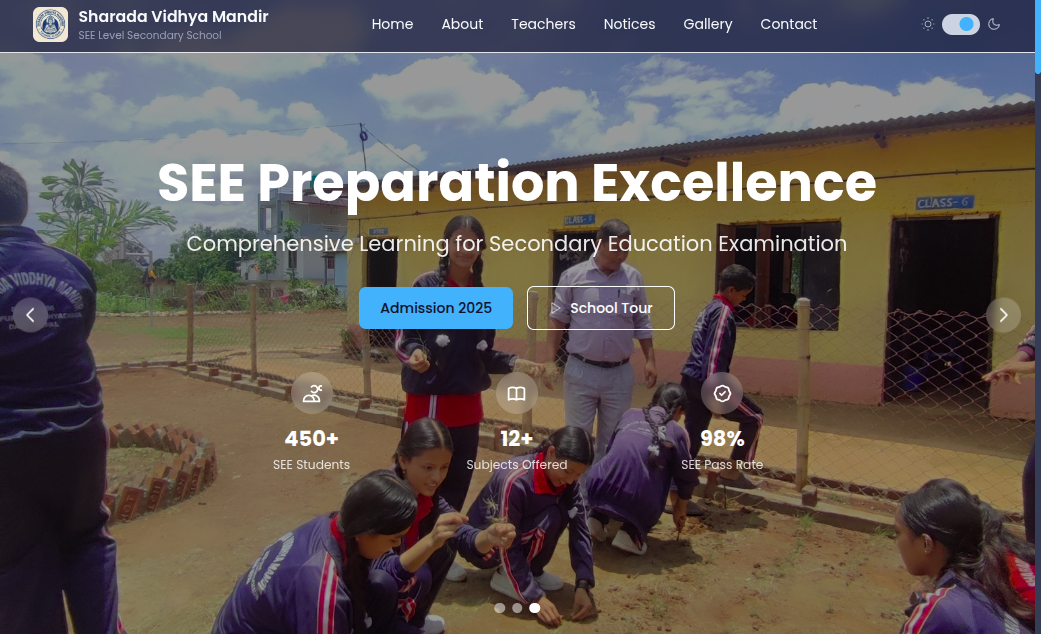 Sharada Vidhya Mandir
SEE Level Secondary School
Home
About
Teachers
Notices
Gallery
Contact
SEE Preparation Excellence
Comprehensive Learning for Secondary Education Examination
Admission 2025
School Tour
450+
SEE Students
12+
Subjects Offered
98%
SEE Pass Rate
CLASS- 6
VIDDHYA